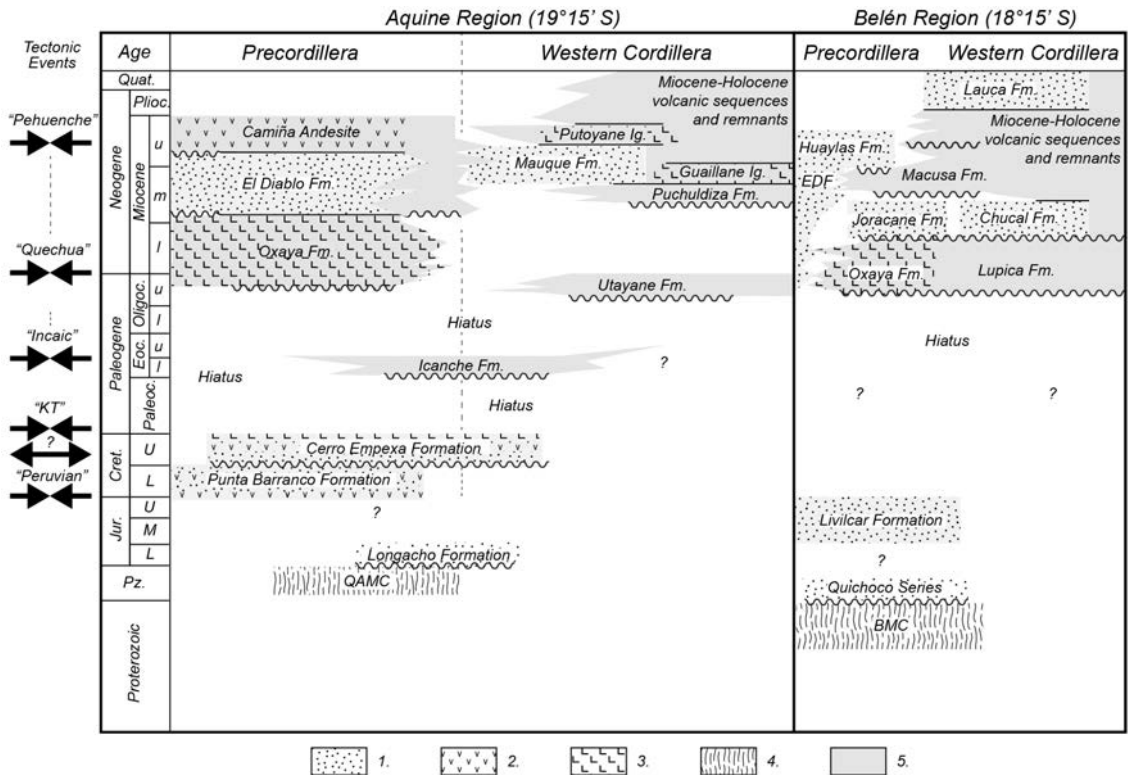 Aquine Region (19°15' S)
Belén Region (18°15' S)
Tectonic
Events
Age
Precordillera
Western Cordillera
Precordillera
Western Cordillera
"Pehuenche"
"Quechua"
"Incaic"
"KT"
?
"Peruvian"
Quat.
Neogene
Plioc.
Miocene
u
m
l
Paleogene
Oligoc.
u
l
Eoc.
u
l
Paleoc.
Cret.
U
L
Jur.
U
M
L
Pz.
Proterozoic
Camiña Andesite
El Diablo Fm.
Oxaya Fm.
Hiatus
Hiatus
Icanche Fm.
Hiatus
?
Cerro Empexa Formation
Punta Barranco Formation
?
Longacho Formation
QAMC
Miocene-Holocene
volcanic sequences
and remnants
Putoyane Ig.
Mauque Fm.
Guaillane Ig.
Puchuldiza Fm.
Utayane Fm.
Lauca Fm.
Miocene-Holocene
volcanic sequences
and remnants
Huaylas Fm.
EDF
Macusa Fm.
Joracane Fm.
Chucal Fm.
Oxaya Fm.
Lupica Fm.
Hiatus
?
?
Livilcar Formation
?
Quichoco Series
BMC
1.
2.
3.
4.
5.